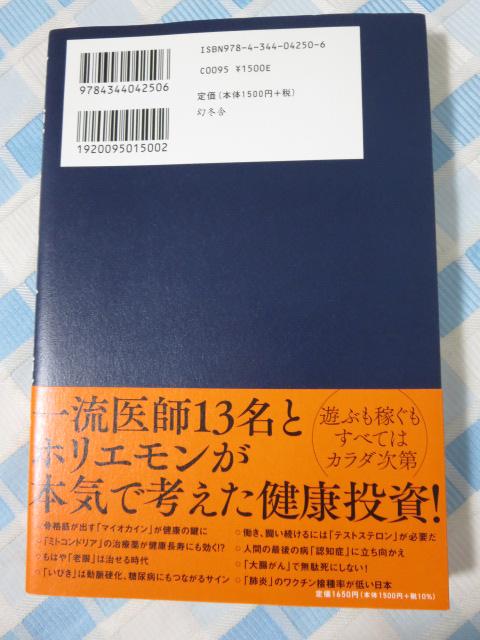 ISBN978-4-344-04250-6
C0095 ¥1500E
定価(本体1500円+税)
幻冬舎
9784344042506
1920095015002
一流医師13名と
ホリエモンが
本気で考えた健康投資!
遊ぶも稼ぐも
すべては
カラダ次第
骨格筋が出す「マイオカイン」が健康の鍵に
・「ミトコンドリア」の治療薬が健康長寿にも効く!?
・もはや「老眼」は治せる時代
・「いびき」は動脈硬化、糖尿病にもつながるサイン
・働き、闘い続けるには「テストステロン」が必要だ
・人間の最後の病「認知症」に立ち向かえ
・「大腸がん」で無駄死にしない!
・「肺炎」のワクチン接種率が低い日本
定価1650円(本体1500円+税10%)